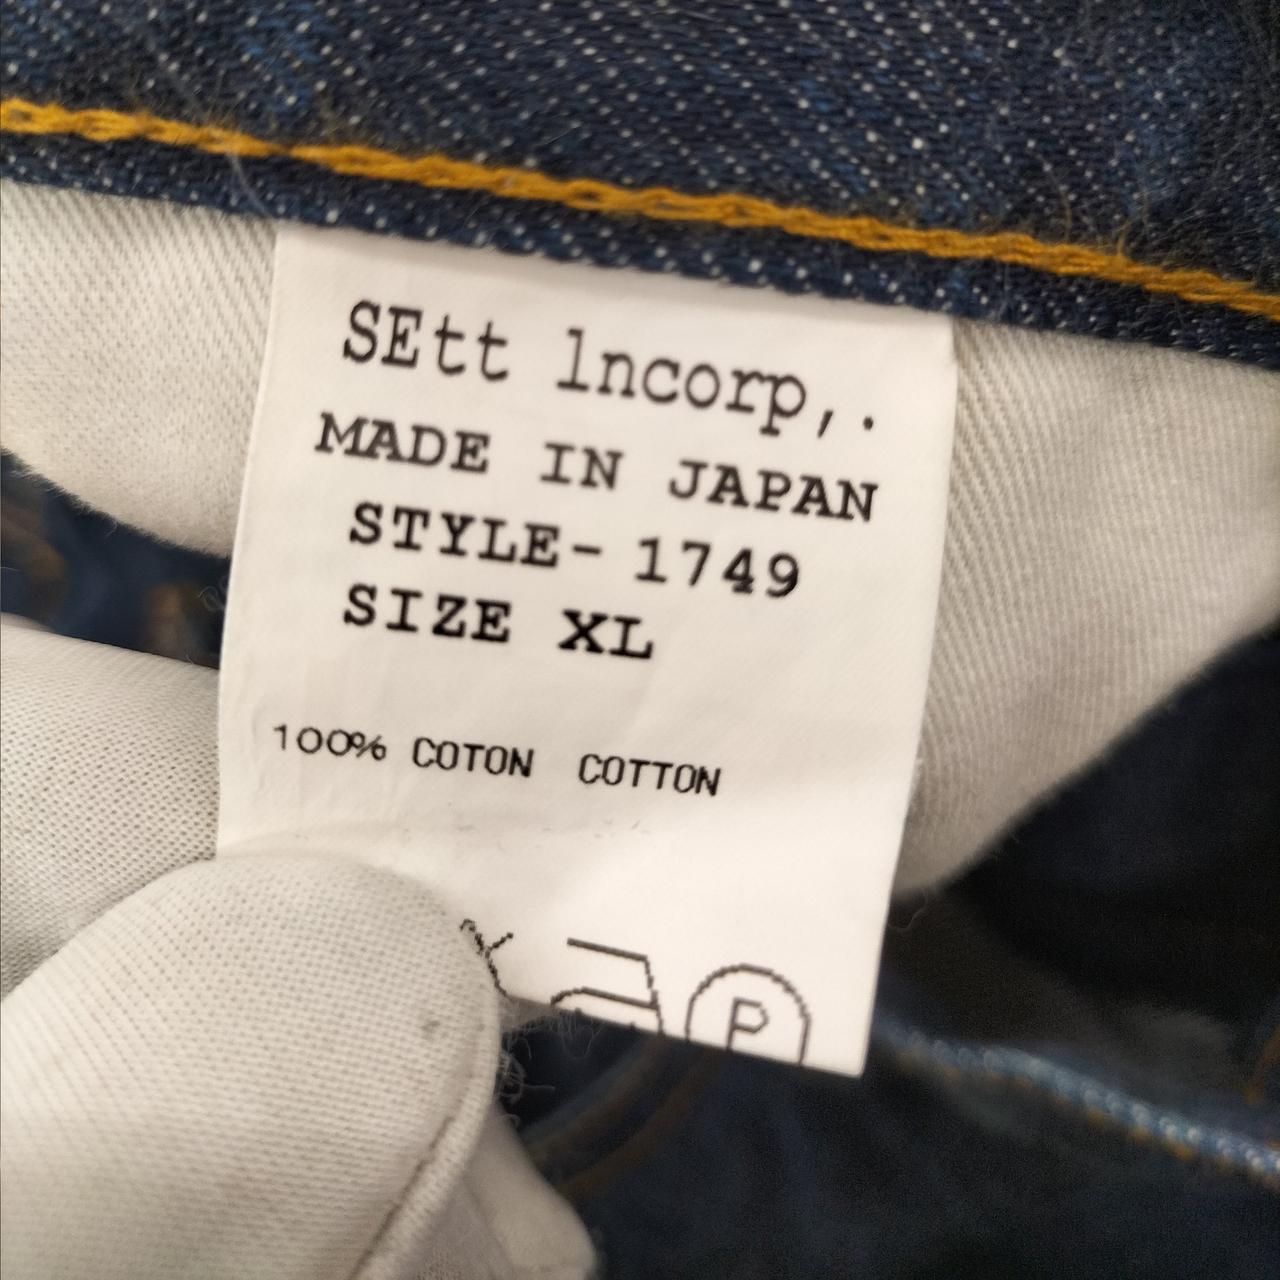 SEtt lncorp,.
MADE IN JAPAN
STYLE- 1749
SIZE XL
100% COTON COTTON
P